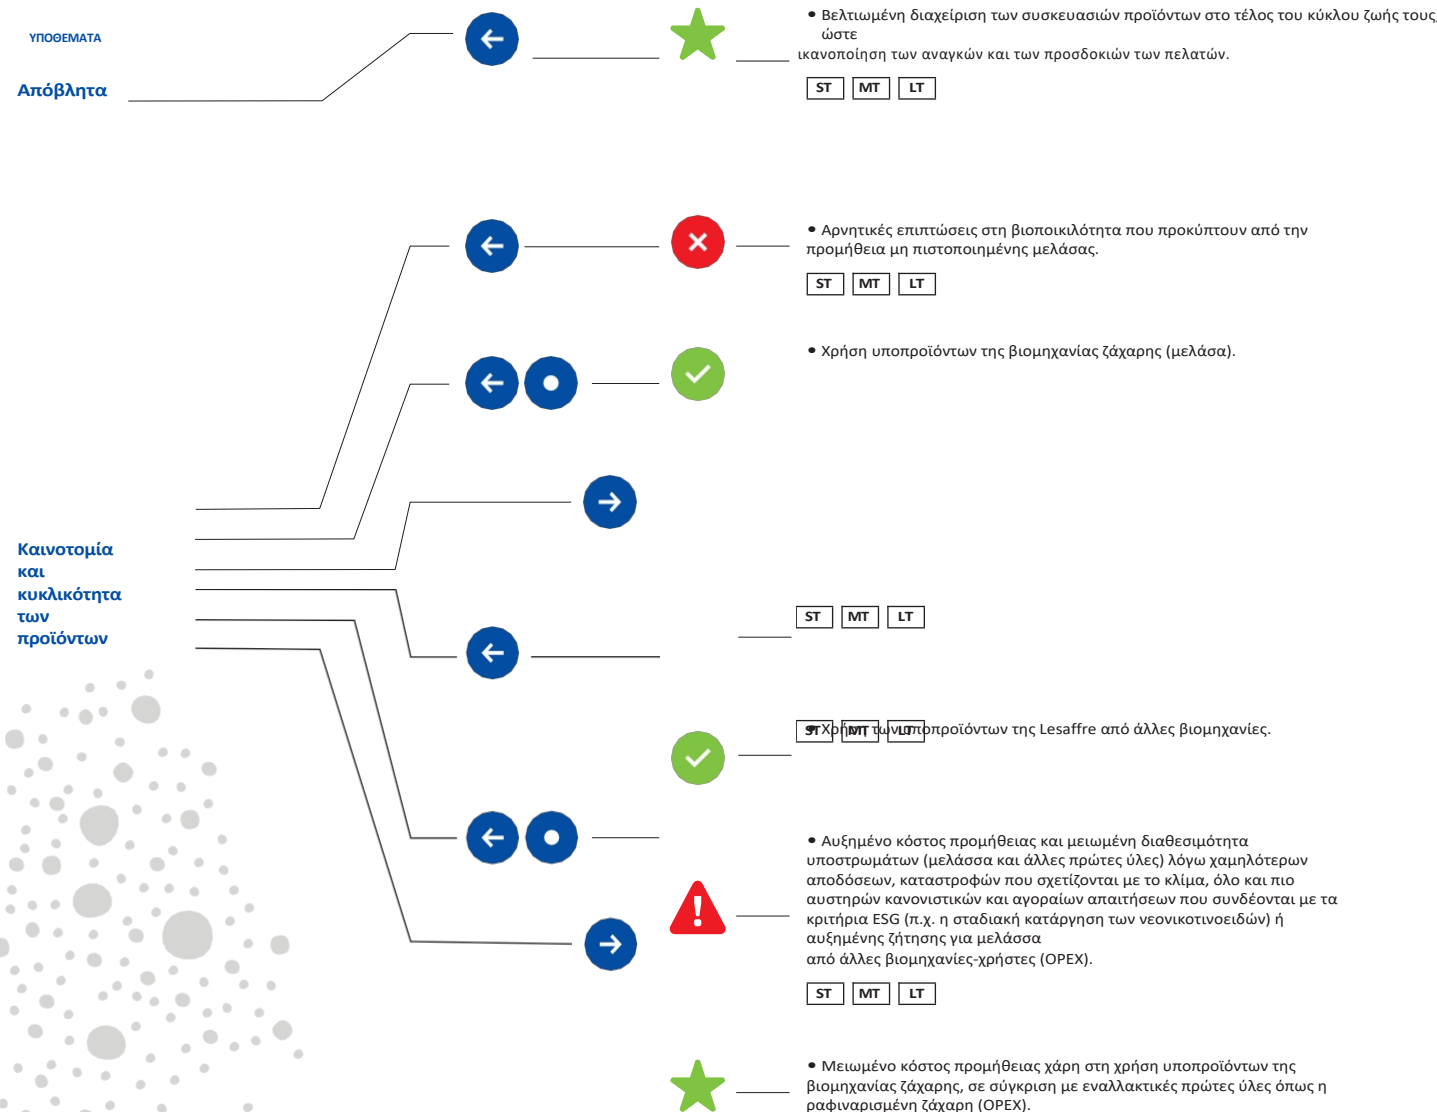 ΥΠΟΘΕΜΑΤΑ
Απόβλητα
• Βελτιωμένη διαχείριση των συσκευασιών προϊόντων στο τέλος του κύκλου ζωής τους,
ώστε
ικανοποίηση των αναγκών και των προσδοκιών των πελατών.
ST MT LT
• Αρνητικές επιπτώσεις στη βιοποικιλότητα που προκύπτουν από την
προμήθεια μη πιστοποιημένης μελάσας.
ST MT LT
• Χρήση υποπροϊόντων της βιομηχανίας ζάχαρης (μελάσα).
Καινοτομία
και
κυκλικότητα
των
προϊόντων
ST MT LT
ST MT LT
• Χρήση των υποπροϊόντων της Lesaffre από άλλες βιομηχανίες.
• Αυξημένο κόστος προμήθειας και μειωμένη διαθεσιμότητα
υποστρωμάτων (μελάσσα και άλλες πρώτες ύλες) λόγω χαμηλότερων
αποδόσεων, καταστροφών που σχετίζονται με το κλίμα, όλο και πιο
αυστηρών κανονιστικών και αγοραίων απαιτήσεων που συνδέονται με τα
κριτήρια ESG (π.χ. η σταδιακή κατάργηση των νεονικοτινοειδών) ή
αυξημένης ζήτησης για μελάσσα
από άλλες βιομηχανίες-χρήστες (OPEX).
ST MT LT
• Μειωμένο κόστος προμήθειας χάρη στη χρήση υποπροϊόντων της
βιομηχανίας ζάχαρης, σε σύγκριση με εναλλακτικές πρώτες ύλες όπως η
ραφιναρισμένη ζάχαρη (OPEX).